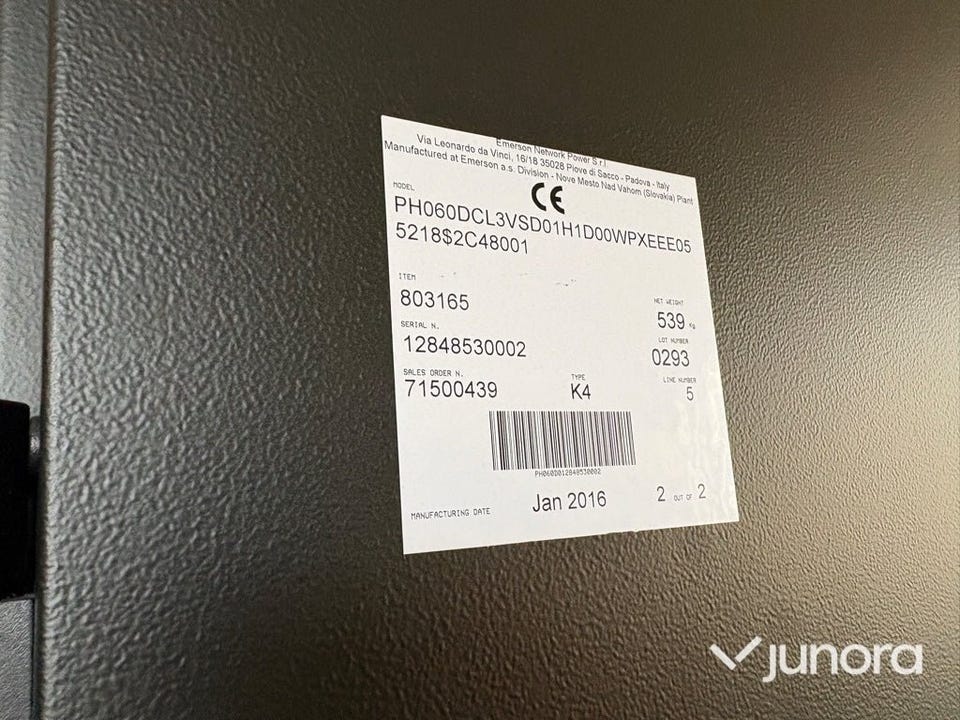 Emerson Network Power S.r.l.
Via Leonardo da Vinci, 16/18 35028 Piove di Sacco - Padova - Italy
Manufactured at Emerson a.s. Division - Nove Mesto Nad Vahom (Slovakia) Plant
CE
MODEL
PH060DCL3VSD01H1D00WPXEEE05
5218$2C48001
ITEM
803165
NET WEIGHT
539 Kg
SERIAL N.
12848530002
LOT NUMBER
0293
SALES ORDER N.
71500439
TYPE
K4
LINE NUMBER
5
PH060D012848530002
MANUFACTURING DATE
Jan 2016
2 OUT OF 2
junora